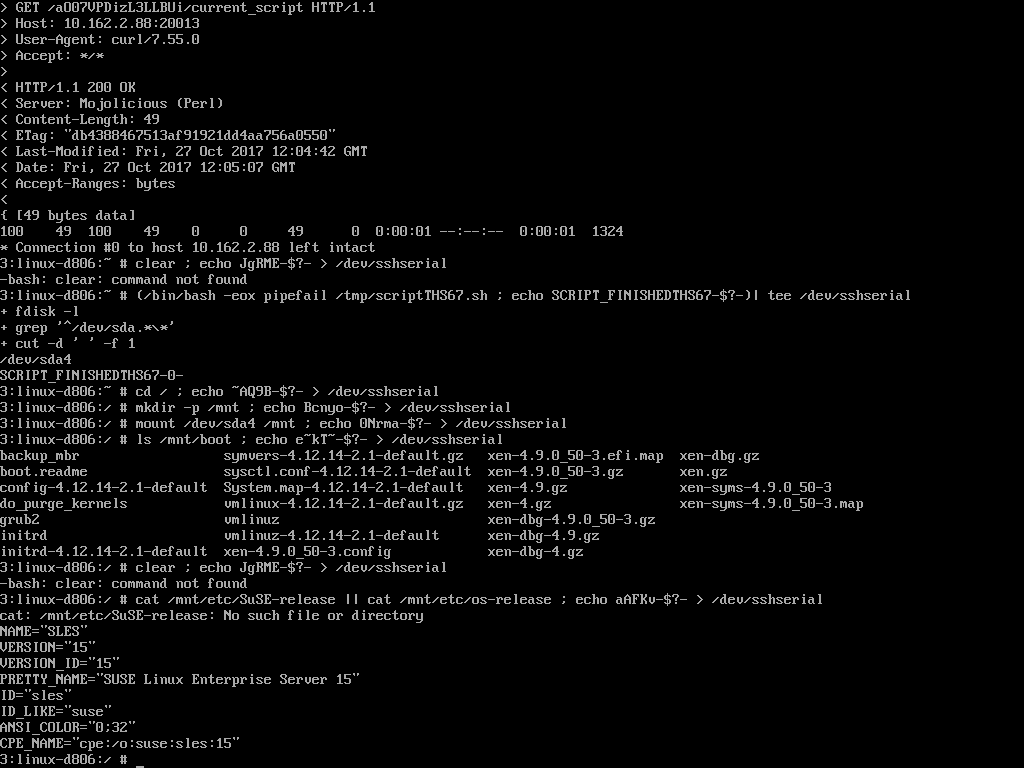 > GET /aO07VPDizL3LLBUi/current_script HTTP/1.1
> Host: 10.162.2.88:20013
> User-Agent: curl/7.55.0
> Accept: */*
>
< HTTP/1.1 200 OK
< Server: Mojolicious (Perl)
< Content-Length: 49
< ETag: "db4388467513af91921dd4aa756a0550"
< Last-Modified: Fri, 27 Oct 2017 12:04:42 GMT
< Date: Fri, 27 Oct 2017 12:05:07 GMT
< Accept-Ranges: bytes
<
{ [49 bytes data]
100    49  100    49    0     0     49      0  0:00:01 --:--:--  0:00:01  1324
* Connection #0 to host 10.162.2.88 left intact
3:linux-d806:~ # clear ; echo JgRME-$?- > /dev/sshserial
-bash: clear: command not found
3:linux-d806:~ # (/bin/bash -eox pipefail /tmp/scriptTHS67.sh ; echo SCRIPT_FINISHEDTHS67-$?-)| tee /dev/sshserial
+ fdisk -l
+ grep '^/dev/sda.*\*'
+ cut -d ' ' -f 1
/dev/sda4
SCRIPT_FINISHEDTHS67-0-
3:linux-d806:~ # cd / ; echo ~AQ9B-$?- > /dev/sshserial
3:linux-d806:/ # mkdir -p /mnt ; echo Bcnyo-$?- > /dev/sshserial
3:linux-d806:/ # mount /dev/sda4 /mnt ; echo 0Nrma-$?- > /dev/sshserial
3:linux-d806:/ # ls /mnt/boot ; echo e~kT~-$?- > /dev/sshserial
backup_mbr                  symvers-4.12.14-2.1-default.gz   xen-4.9.0_50-3.efi.map  xen-dbg.gz
boot.readme                 sysctl.conf-4.12.14-2.1-default  xen-4.9.0_50-3.gz       xen.gz
config-4.12.14-2.1-default  System.map-4.12.14-2.1-default   xen-4.9.gz              xen-syms-4.9.0_50-3
do_purge_kernels            vmlinux-4.12.14-2.1-default.gz   xen-4.gz                xen-syms-4.9.0_50-3.map
grub2                       vmlinuz                          xen-dbg-4.9.0_50-3.gz
initrd                      vmlinuz-4.12.14-2.1-default      xen-dbg-4.9.gz
initrd-4.12.14-2.1-default  xen-4.9.0_50-3.config            xen-dbg-4.gz
3:linux-d806:/ # clear ; echo JgRME-$?- > /dev/sshserial
-bash: clear: command not found
3:linux-d806:/ # cat /mnt/etc/SuSE-release || cat /mnt/etc/os-release ; echo aAFKv-$?- > /dev/sshserial
cat: /mnt/etc/SuSE-release: No such file or directory
NAME="SLES"
VERSION="15"
VERSION_ID="15"
PRETTY_NAME="SUSE Linux Enterprise Server 15"
ID="sles"
ID_LIKE="suse"
ANSI_COLOR="0;32"
CPE_NAME="cpe:/o:suse:sles:15"
3:linux-d806:/ # _